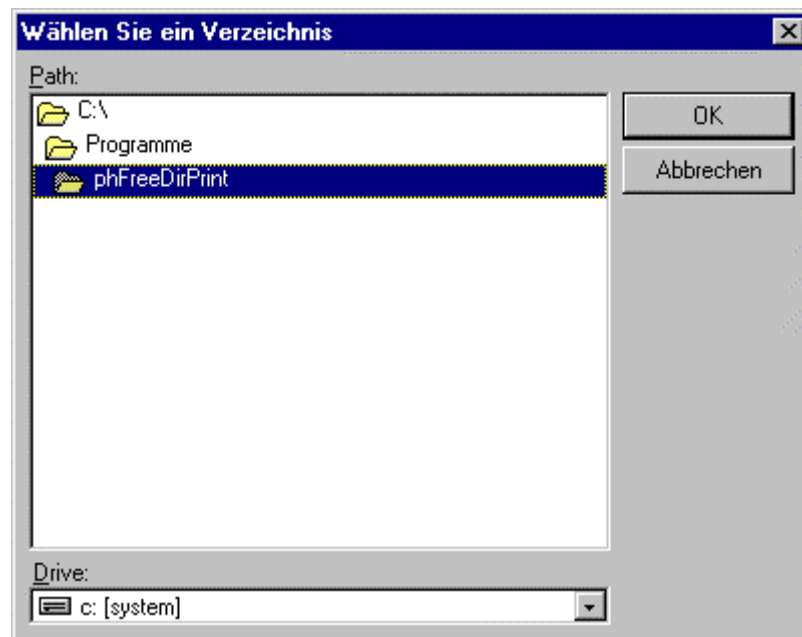 Wählen Sie ein Verzeichnis
Path:
C:\
Programme
phFreeDirPrint
OK
Abbrechen
Drive:
c: [system]